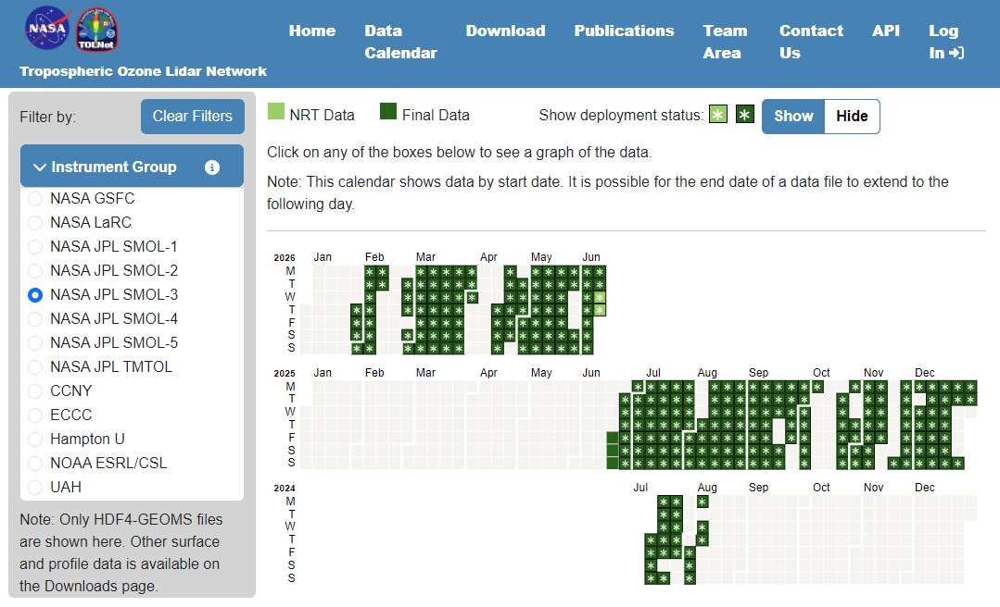 NASA
TOLNet
Tropospheric Ozone Lidar Network
Home
Data Calendar
Download
Publications
Team Area
Contact Us
API
Log In
Filter by:
Clear Filters
Instrument Group
NASA GSFC
NASA LaRC
NASA JPL SMOL-1
NASA JPL SMOL-2
NASA JPL SMOL-3
NASA JPL SMOL-4
NASA JPL SMOL-5
NASA JPL TMTOL
CCNY
ECCC
Hampton U
NOAA ESRL/CSL
UAH
Note: Only HDF4-GEOMS files
are shown here. Other surface
and profile data is available on
the Downloads page.
NRT Data Final Data Show deployment status: * * Show Hide
Click on any of the boxes below to see a graph of the data.
Note: This calendar shows data by start date. It is possible for the end date of a data file to extend to the
following day.
2026 Jan Feb Mar Apr May Jun
M
T
W
T
F
S
S
2025 Jan Feb Mar Apr May Jun Jul Aug Sep Oct Nov Dec
M
T
W
T
F
S
S
2024 Jul Aug Sep Oct Nov Dec
M
T
W
T
F
S
S